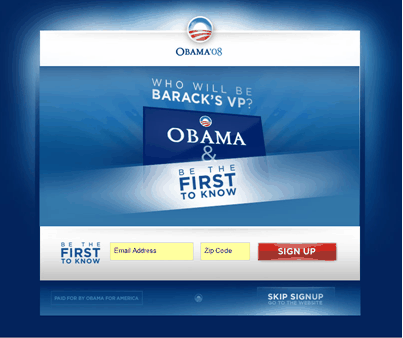 OBAMA'08
WHO WILL BE
BARACK'S VP?
OBAMA
&
BE THE
FIRST
TO KNOW
BE THE
FIRST
TO KNOW
Email Address
Zip Code
SIGN UP
PAID FOR BY OBAMA FOR AMERICA
SKIP SIGNUP
GO TO THE WEBSITE